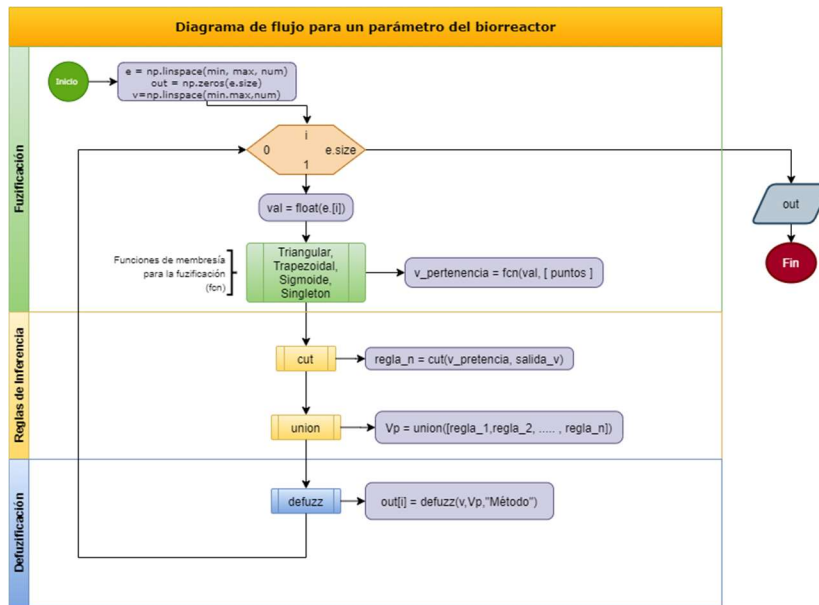 Diagrama de flujo para un parámetro del biorreactor
Fuzificación
Inicio
e = np.linspace(min, max, num)
out = np.zeros(e.size)
v=np.linspace(min.max,num)
i
0
e.size
1
val = float(e.[i])
out
Fin
Funciones de membresía
para la fuzificación
(fcn)
Triangular,
Trapezoidal,
Sigmoide,
Singleton
v_pertenencia = fcn(val, [ puntos ]
Reglas de Inferencia
cut
regla_n = cut(v_pretencia, salida_v)
union
Vp = union([regla_1,regla_2, ..... , regla_n])
Defuzificación
defuzz
out[i] = defuzz(v,Vp,"Método")